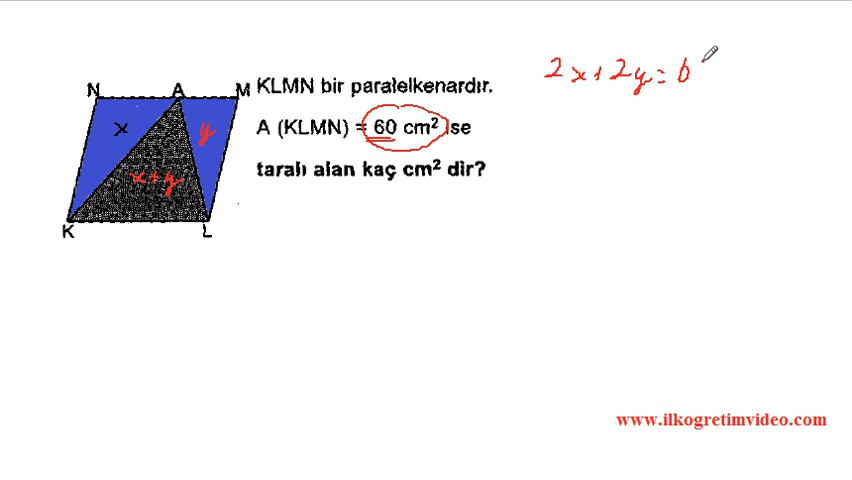 2x+2y=6
N A M
KLMN bir paralelkenardır.
x y
A (KLMN) = 60 cm² ise
x+y
taralı alan kaç cm² dir?
K L
www.ilkogretimvideo.com